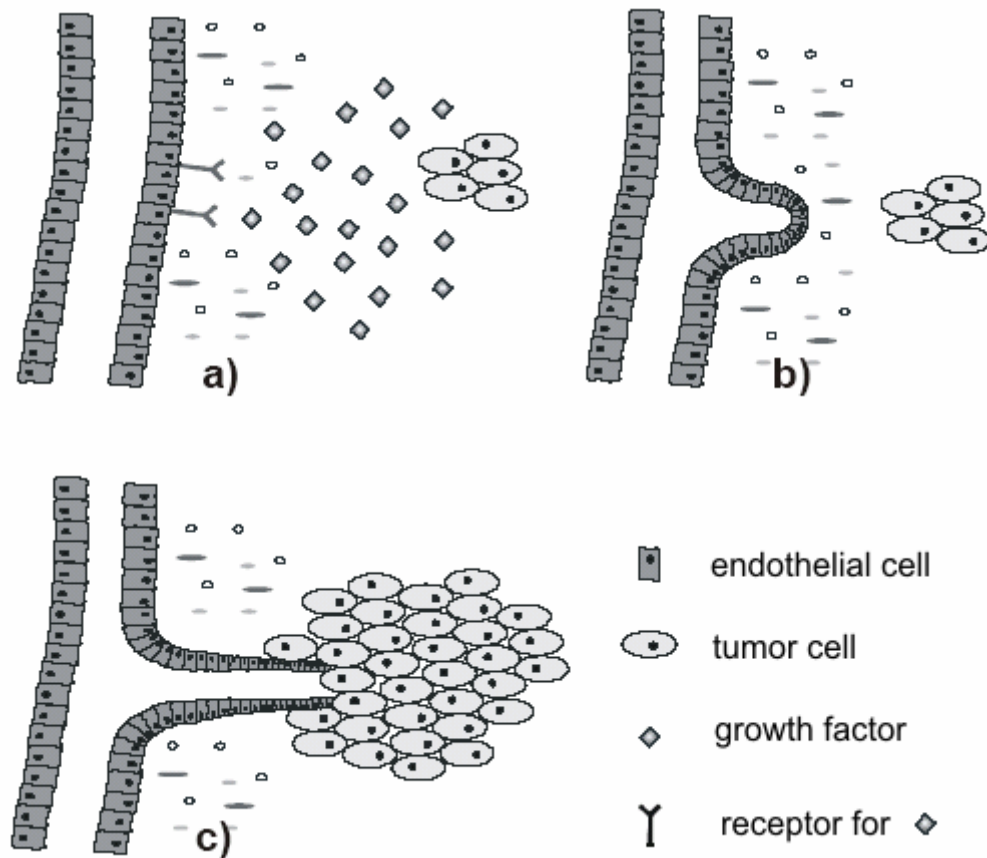 a)
b)
c)
endothelial cell
tumor cell
growth factor
receptor for